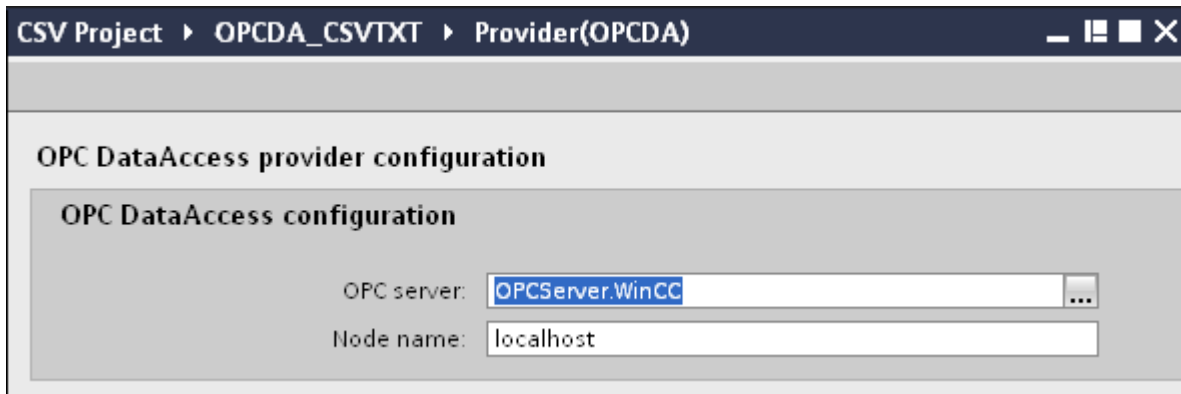 CSV Project ▸ OPCDA_CSVTXT ▸ Provider(OPCDA)
OPC DataAccess provider configuration
OPC DataAccess configuration
OPC server: OPCServer.WinCC ...
Node name: localhost